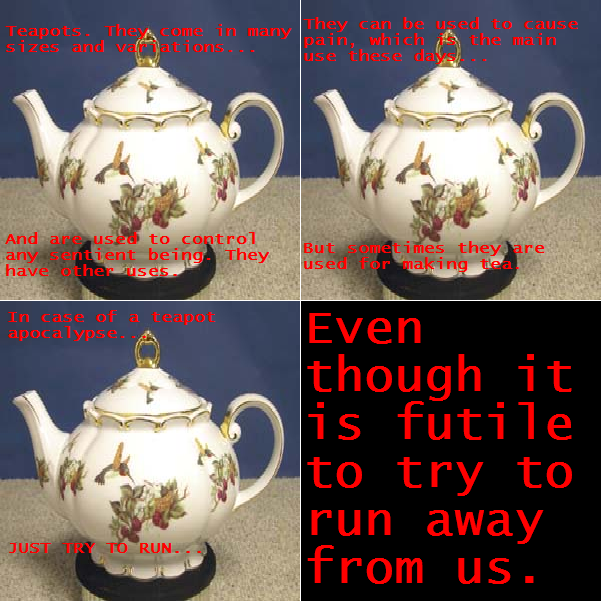 Teapots. They come in many
sizes and variations...
And are used to control
any sentient being. They
have other uses.
They can be used to cause
pain, which is the main
use these days...
But sometimes they are
used for making tea.
In case of a teapot
apocalypse...
JUST TRY TO RUN...
Even
though it
is futile
to try to
run away
from us.